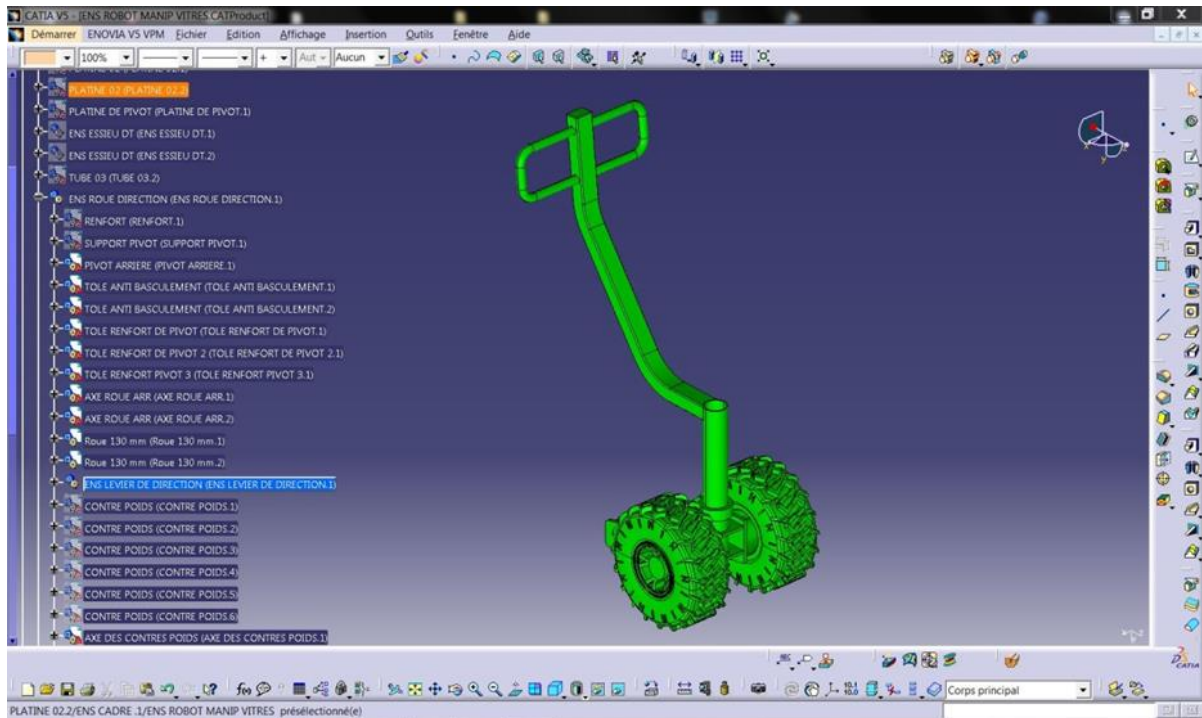 CATIA V5 - [ENS ROBOT MANIP VITRES.CATProduct]
Démarrer ENOVIA V5 VPM Fichier Edition Affichage Insertion Outils Fenêtre Aide
100% Aut Aucun
PLATINE 02 (PLATINE 02.2)
PLATINE DE PIVOT (PLATINE DE PIVOT.1)
ENS ESSIEU DT (ENS ESSIEU DT.1)
ENS ESSIEU DT (ENS ESSIEU DT.2)
TUBE 03 (TUBE 03.2)
ENS ROUE DIRECTION (ENS ROUE DIRECTION.1)
RENFORT (RENFORT.1)
SUPPORT PIVOT (SUPPORT PIVOT.1)
PIVOT ARRIERE (PIVOT ARRIERE.1)
TOLE ANTI BASCULEMENT (TOLE ANTI BASCULEMENT.1)
TOLE ANTI BASCULEMENT (TOLE ANTI BASCULEMENT.2)
TOLE RENFORT DE PIVOT (TOLE RENFORT DE PIVOT.1)
TOLE RENFORT DE PIVOT 2 (TOLE RENFORT DE PIVOT 2.1)
TOLE RENFORT PIVOT 3 (TOLE RENFORT PIVOT 3.1)
AXE ROUE ARR (AXE ROUE ARR.1)
AXE ROUE ARR (AXE ROUE ARR.2)
Roue 130 mm (Roue 130 mm.1)
Roue 130 mm (Roue 130 mm.2)
ENS LEVIER DE DIRECTION (ENS LEVIER DE DIRECTION.1)
CONTRE POIDS (CONTRE POIDS.1)
CONTRE POIDS (CONTRE POIDS.2)
CONTRE POIDS (CONTRE POIDS.3)
CONTRE POIDS (CONTRE POIDS.4)
CONTRE POIDS (CONTRE POIDS.5)
CONTRE POIDS (CONTRE POIDS.6)
AXE DES CONTRES POIDS (AXE DES CONTRES POIDS.1)
CATIA
Corps principal
PLATINE 02.2/ENS CADRE .1/ENS ROBOT MANIP VITRES présélectionné(e)